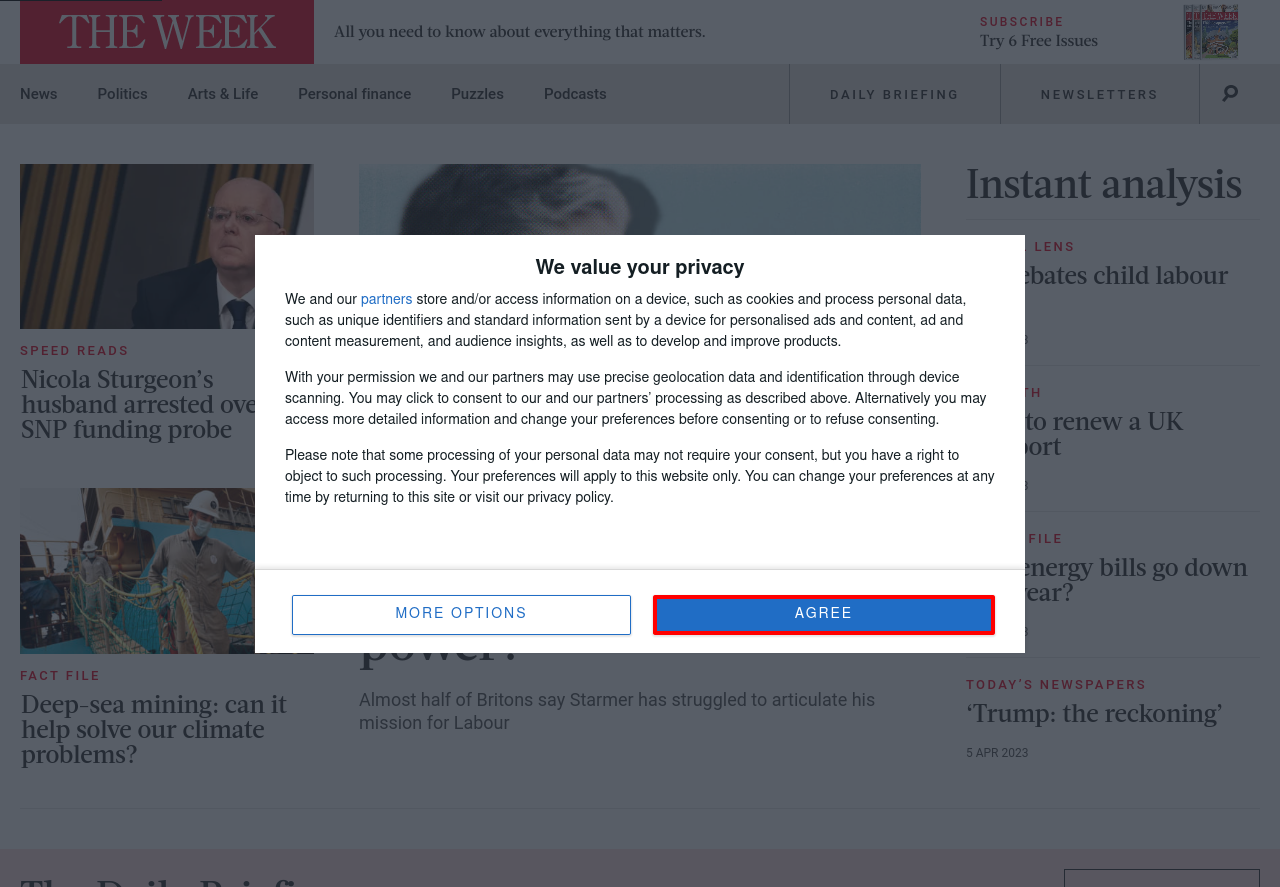 THE WEEK
All you need to know about everything that matters.
SUBSCRIBE
Try 6 Free Issues
News
Politics
Arts & Life
Personal finance
Puzzles
Podcasts
DAILY BRIEFING
NEWSLETTERS
SPEED READS
Nicola Sturgeon’s
husband arrested ove
SNP funding probe
FACT FILE
Deep-sea mining: can it
help solve our climate
problems?
We value your privacy
We and our partners store and/or access information on a device, such as cookies and process personal data,
such as unique identifiers and standard information sent by a device for personalised ads and content, ad and
content measurement, and audience insights, as well as to develop and improve products.
With your permission we and our partners may use precise geolocation data and identification through device
scanning. You may click to consent to our and our partners’ processing as described above. Alternatively you may
access more detailed information and change your preferences before consenting or to refuse consenting.
Please note that some processing of your personal data may not require your consent, but you have a right to
object to such processing. Your preferences will apply to this website only. You can change your preferences at any
time by returning to this site or visit our privacy policy.
MORE OPTIONS
AGREE
power?
Almost half of Britons say Starmer has struggled to articulate his
mission for Labour
Instant analysis
LENS
ebates child labour
TH
to renew a UK
port
FILE
energy bills go down
year?
TODAY’S NEWSPAPERS
‘Trump: the reckoning’
5 APR 2023